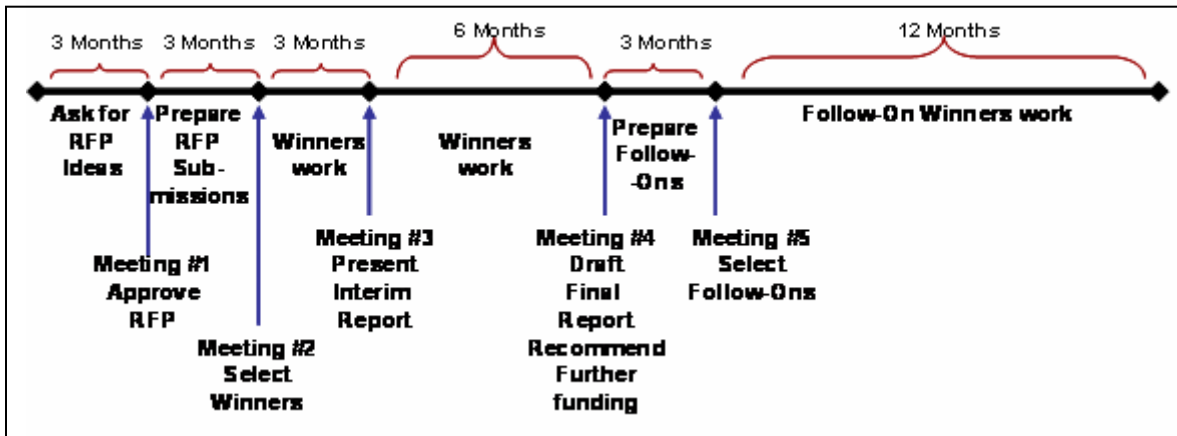 3 Months
3 Months
3 Months
6 Months
3 Months
12 Months
Ask for
RFP
Ideas
Prepare
RFP
Sub-
missions
Winners
work
Winners
work
Prepare
Follow-
-Ons
Follow-On Winners work
Meeting #1
Approve
RFP
Meeting #2
Select
Winners
Meeting #3
Present
Interim
Report
Meeting #4
Draft
Final
Report
Recommend
Further
funding
Meeting #5
Select
Follow-Ons